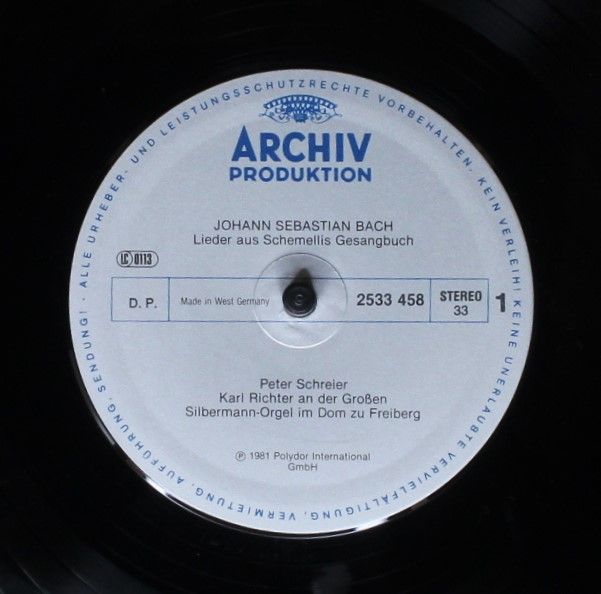 ARCHIV
PRODUKTION
JOHANN SEBASTIAN BACH
Lieder aus Schemellis Gesangbuch
LC 0113
D. P.
Made in West Germany
2533 458
STEREO
33
1
Peter Schreier
Karl Richter an der Großen
Silbermann-Orgel im Dom zu Freiberg
℗ 1981 Polydor International
GmbH
· ALLE URHEBER- UND LEISTUNGSSCHUTZRECHTE VORBEHALTEN. KEIN VERLEIH! KEINE UNERLAUBTE VERVIELFÄLTIGUNG, VERMIETUNG, AUFFÜHRUNG, SENDUNG!